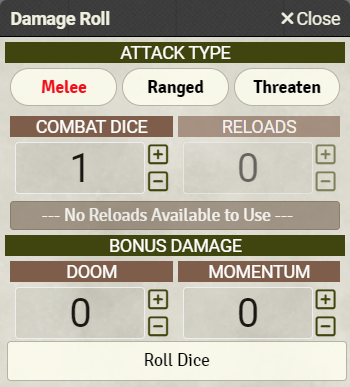 Damage Roll ✕Close
ATTACK TYPE
Melee Ranged Threaten
COMBAT DICE RELOADS
1 + − 0 + −
--- No Reloads Available to Use ---
BONUS DAMAGE
DOOM MOMENTUM
0 + − 0 + −
Roll Dice